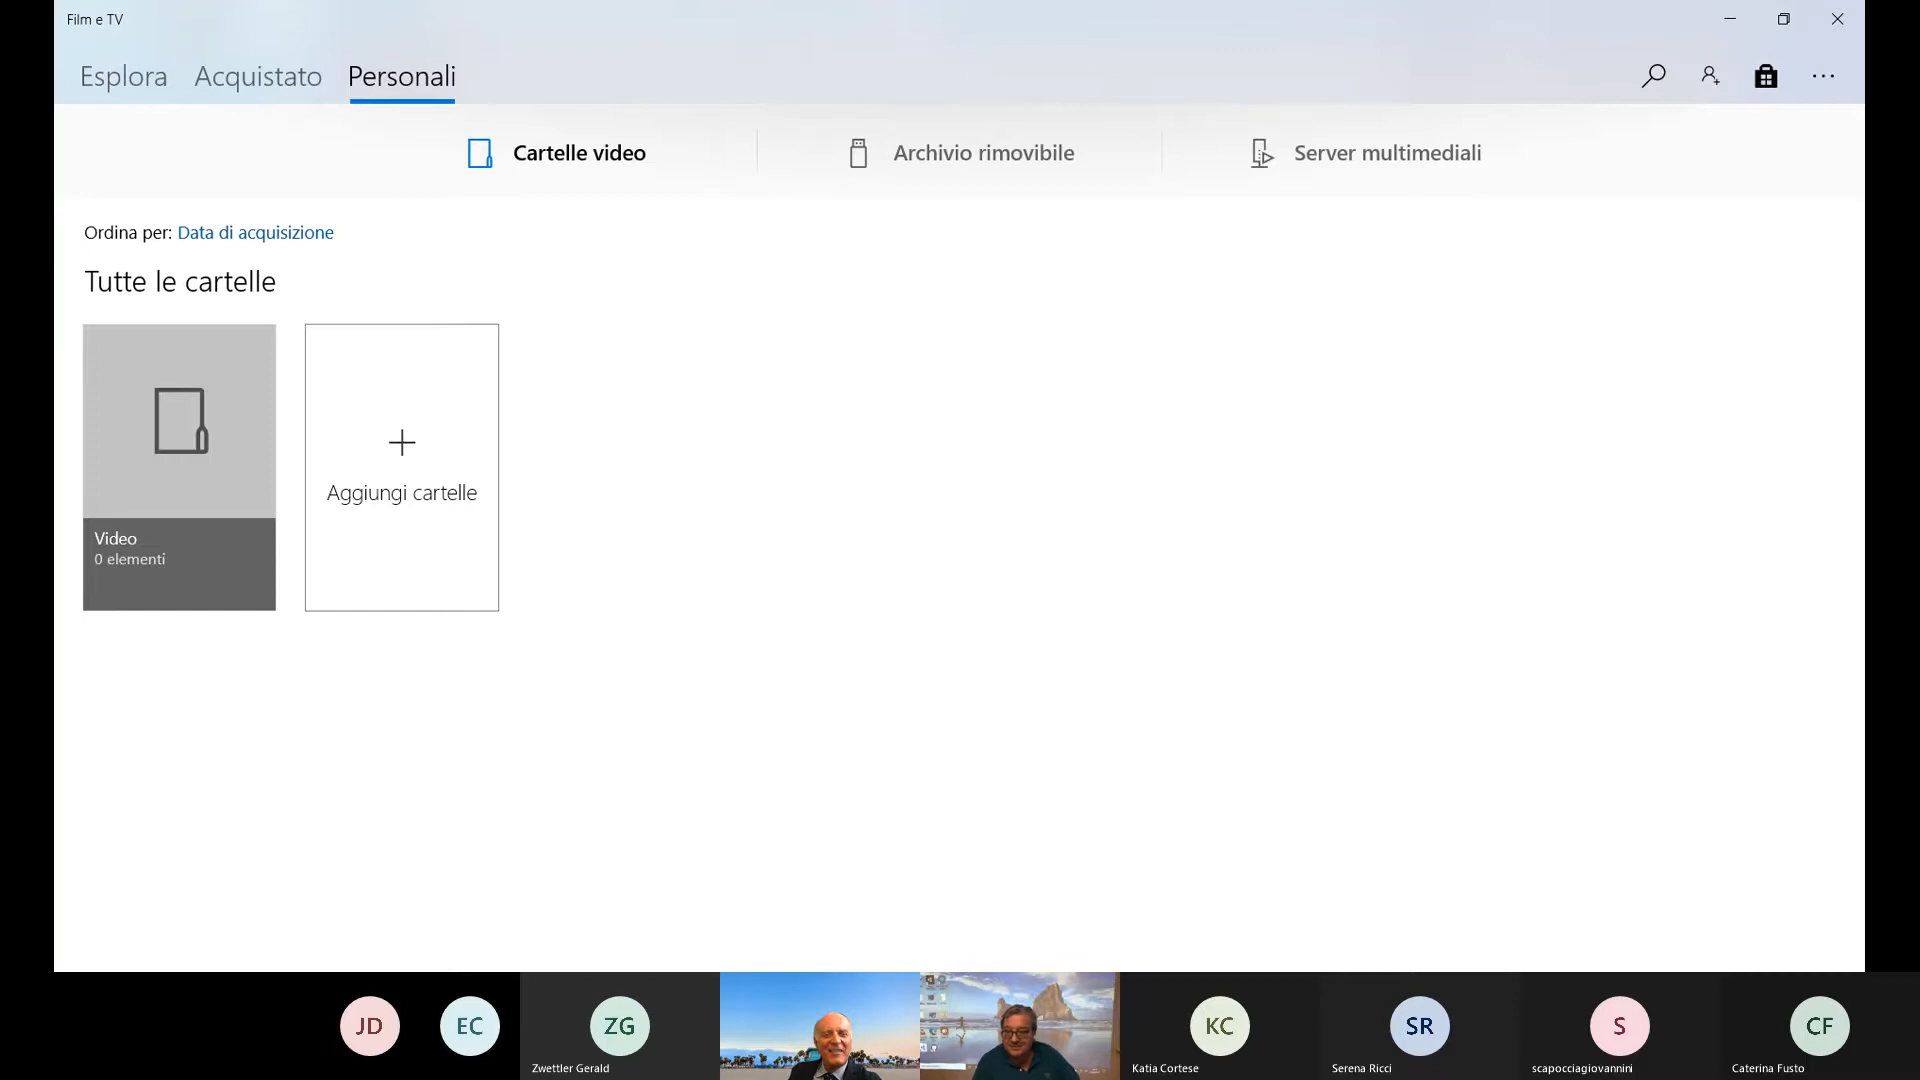 Film e TV
Esplora Acquistato Personali
Cartelle video Archivio rimovibile Server multimediali
Ordina per: Data di acquisizione
Tutte le cartelle
Aggiungi cartelle
Video
0 elementi
JD EC ZG KC SR S CF
Zwettler Gerald Katia Cortese Serena Ricci scapocciagiovannini Caterina Fusto